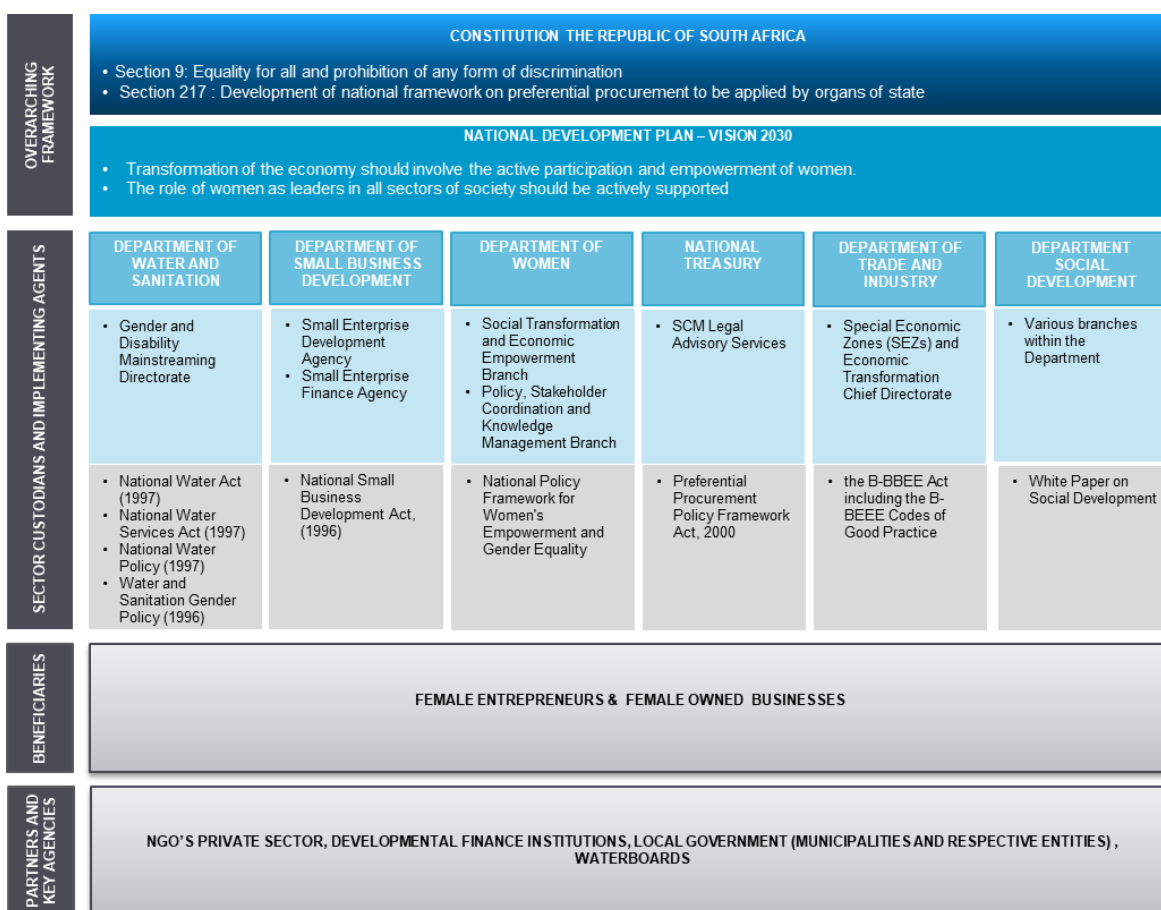 OVERARCHING
FRAMEWORK
CONSTITUTION THE REPUBLIC OF SOUTH AFRICA
• Section 9: Equality for all and prohibition of any form of discrimination
• Section 217 : Development of national framework on preferential procurement to be applied by organs of state
NATIONAL DEVELOPMENT PLAN – VISION 2030
• Transformation of the economy should involve the active participation and empowerment of women.
• The role of women as leaders in all sectors of society should be actively supported
SECTOR CUSTODIANS AND IMPLEMENTING AGENTS
DEPARTMENT OF
WATER AND
SANITATION
• Gender and
Disability
Mainstreaming
Directorate
• National Water Act
(1997)
• National Water
Services Act (1997)
• National Water
Policy (1997)
• Water and
Sanitation Gender
Policy (1996)
DEPARTMENT OF
SMALL BUSINESS
DEVELOPMENT
• Small Enterprise
Development
Agency
• Small Enterprise
Finance Agency
• National Small
Business
Development Act,
(1996)
DEPARTMENT OF
WOMEN
• Social Transformation
and Economic
Empowerment
Branch
• Policy, Stakeholder
Coordination and
Knowledge
Management Branch
• National Policy
Framework for
Women's
Empowerment and
Gender Equality
NATIONAL
TREASURY
• SCM Legal
Advisory Services
• Preferential
Procurement
Policy Framework
Act, 2000
DEPARTMENT OF
TRADE AND
INDUSTRY
• Special Economic
Zones (SEZs) and
Economic
Transformation
Chief Directorate
• the B-BBEE Act
including the B-
BEEE Codes of
Good Practice
DEPARTMENT
SOCIAL
DEVELOPMENT
• Various branches
within the
Department
• White Paper on
Social Development
BENEFICIARIES
FEMALE ENTREPRENEURS & FEMALE OWNED BUSINESSES
PARTNERS AND
KEY AGENCIES
NGO'S PRIVATE SECTOR, DEVELOPMENTAL FINANCE INSTITUTIONS, LOCAL GOVERNMENT (MUNICIPALITIES AND RESPECTIVE ENTITIES) ,
WATERBOARDS